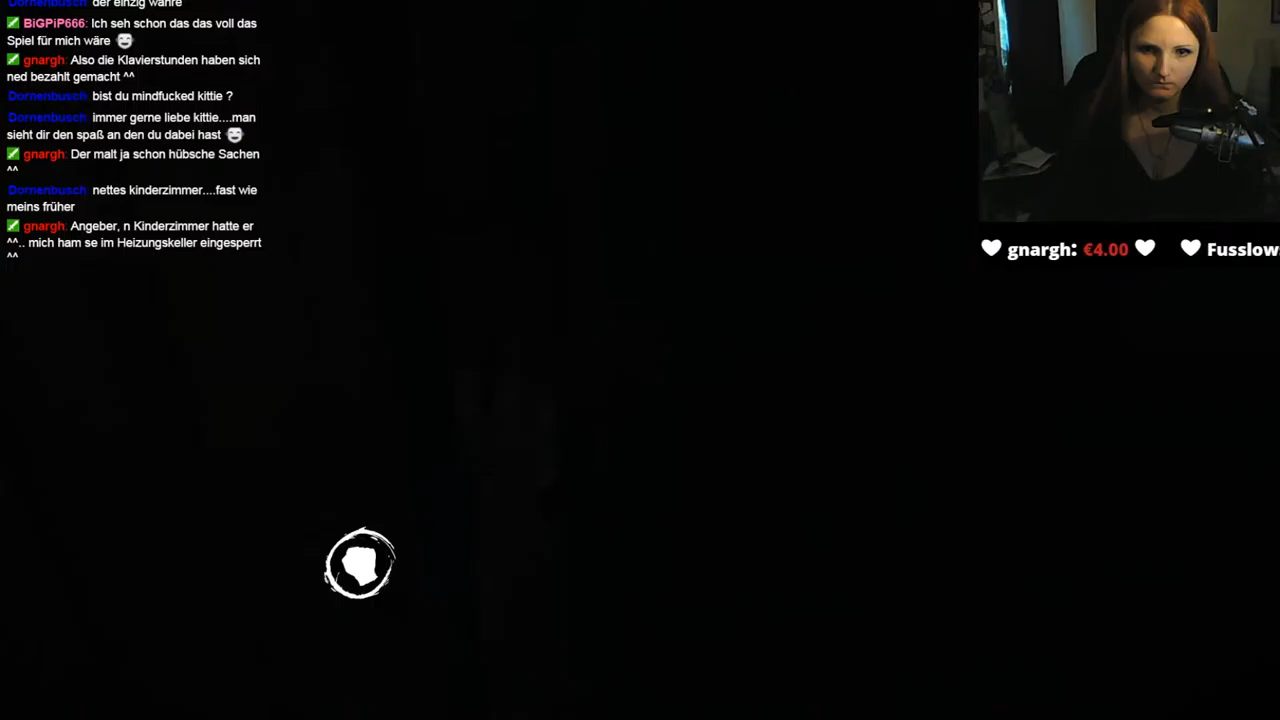 Dornenbusch: der einzig wahre
BiGPiP666: Ich seh schon das das voll das
Spiel für mich wäre
gnargh: Also die Klavierstunden haben sich
ned bezahlt gemacht ^^
Dornenbusch: bist du mindfucked kittie ?
Dornenbusch: immer gerne liebe kittie....man
sieht dir den spaß an den du dabei hast
gnargh: Der malt ja schon hübsche Sachen
^^
Dornenbusch: nettes kinderzimmer....fast wie
meins früher
gnargh: Angeber, n Kinderzimmer hatte er
^^.. mich ham se im Heizungskeller eingesperrt
^^
gnargh: €4.00 Fusslow